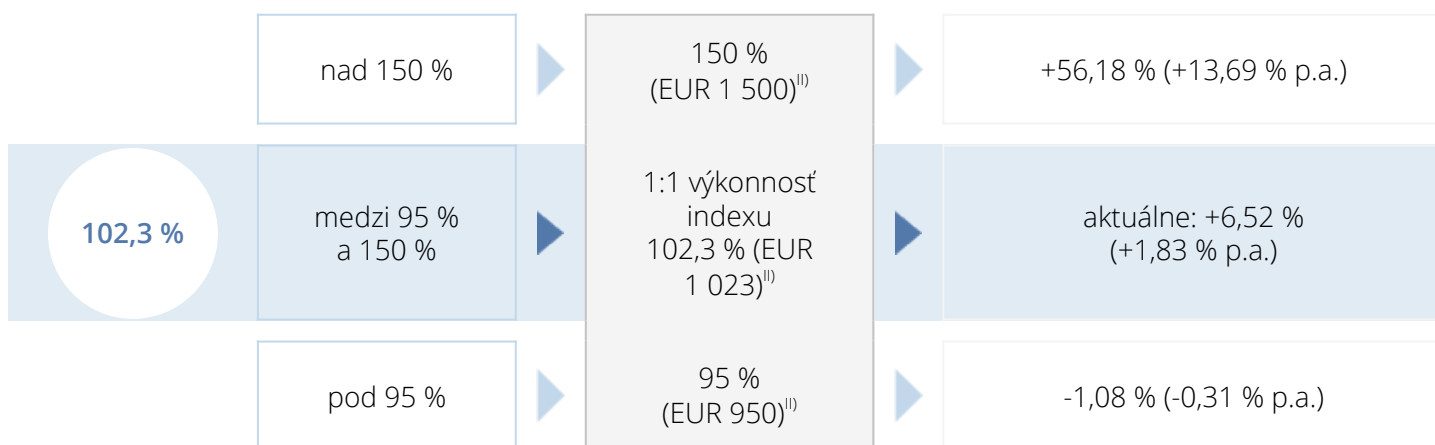 nad 150 %
150 %
(EUR 1 500)II)
+56,18 % (+13,69 % p.a.)
102,3 %
medzi 95 %
a 150 %
1:1 výkonnosť
indexu
102,3 % (EUR
1 023)II)
aktuálne: +6,52 %
(+1,83 % p.a.)
pod 95 %
95 %
(EUR 950)II)
-1,08 % (-0,31 % p.a.)